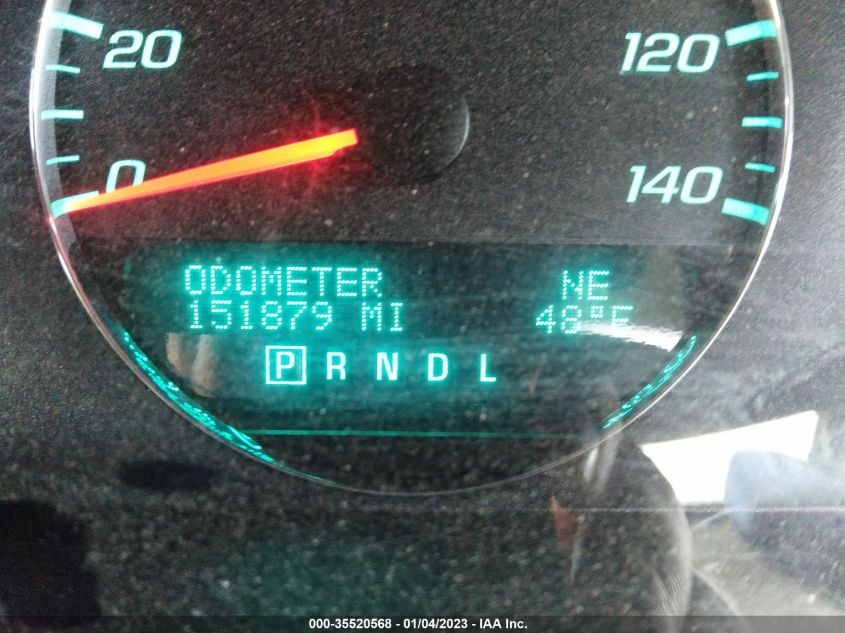 20 120
0 140
ODOMETER NE
151879 MI 48°F
P R N D L
000-35520568 - 01/04/2023 - IAA Inc.